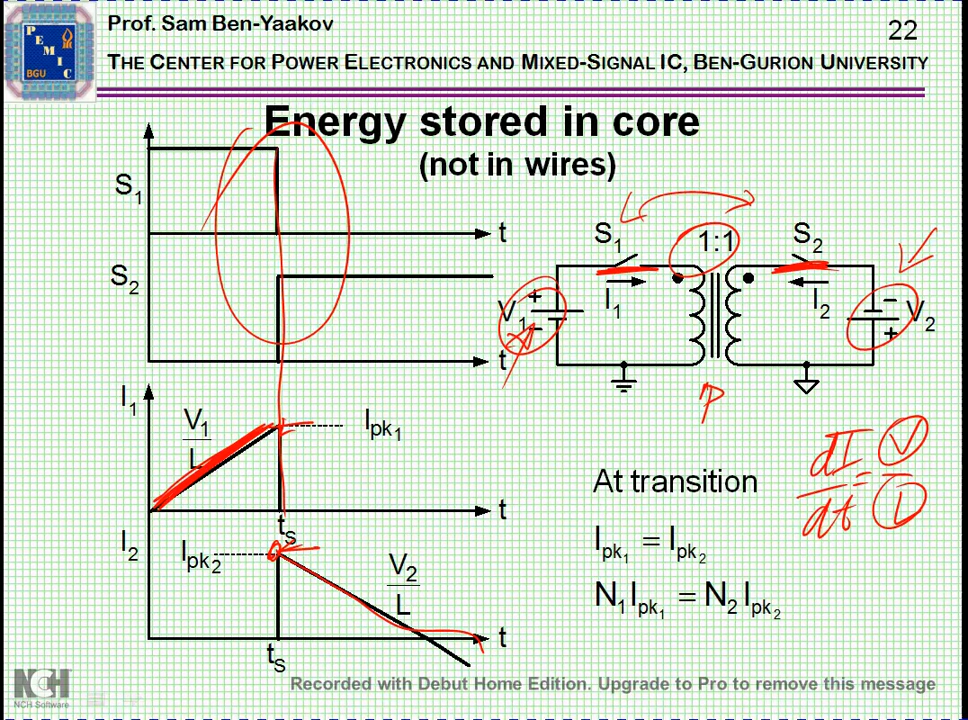 Prof. Sam Ben-Yaakov
22
THE CENTER FOR POWER ELECTRONICS AND MIXED-SIGNAL IC, BEN-GURION UNIVERSITY
P
E
M
I
C
BGU
Energy stored in core
(not in wires)
S1
t
S2
t
S1 1:1 S2
+ −
V1 I1 I2 V2
− +
P
I1
V1
L
Ipk1
t
tS
dI = V
dt L
At transition
Ipk1 = Ipk2
N1Ipk1 = N2Ipk2
I2
Ipk2
V2
L
t
tS
NCH
NCH Software
Recorded with Debut Home Edition. Upgrade to Pro to remove this message